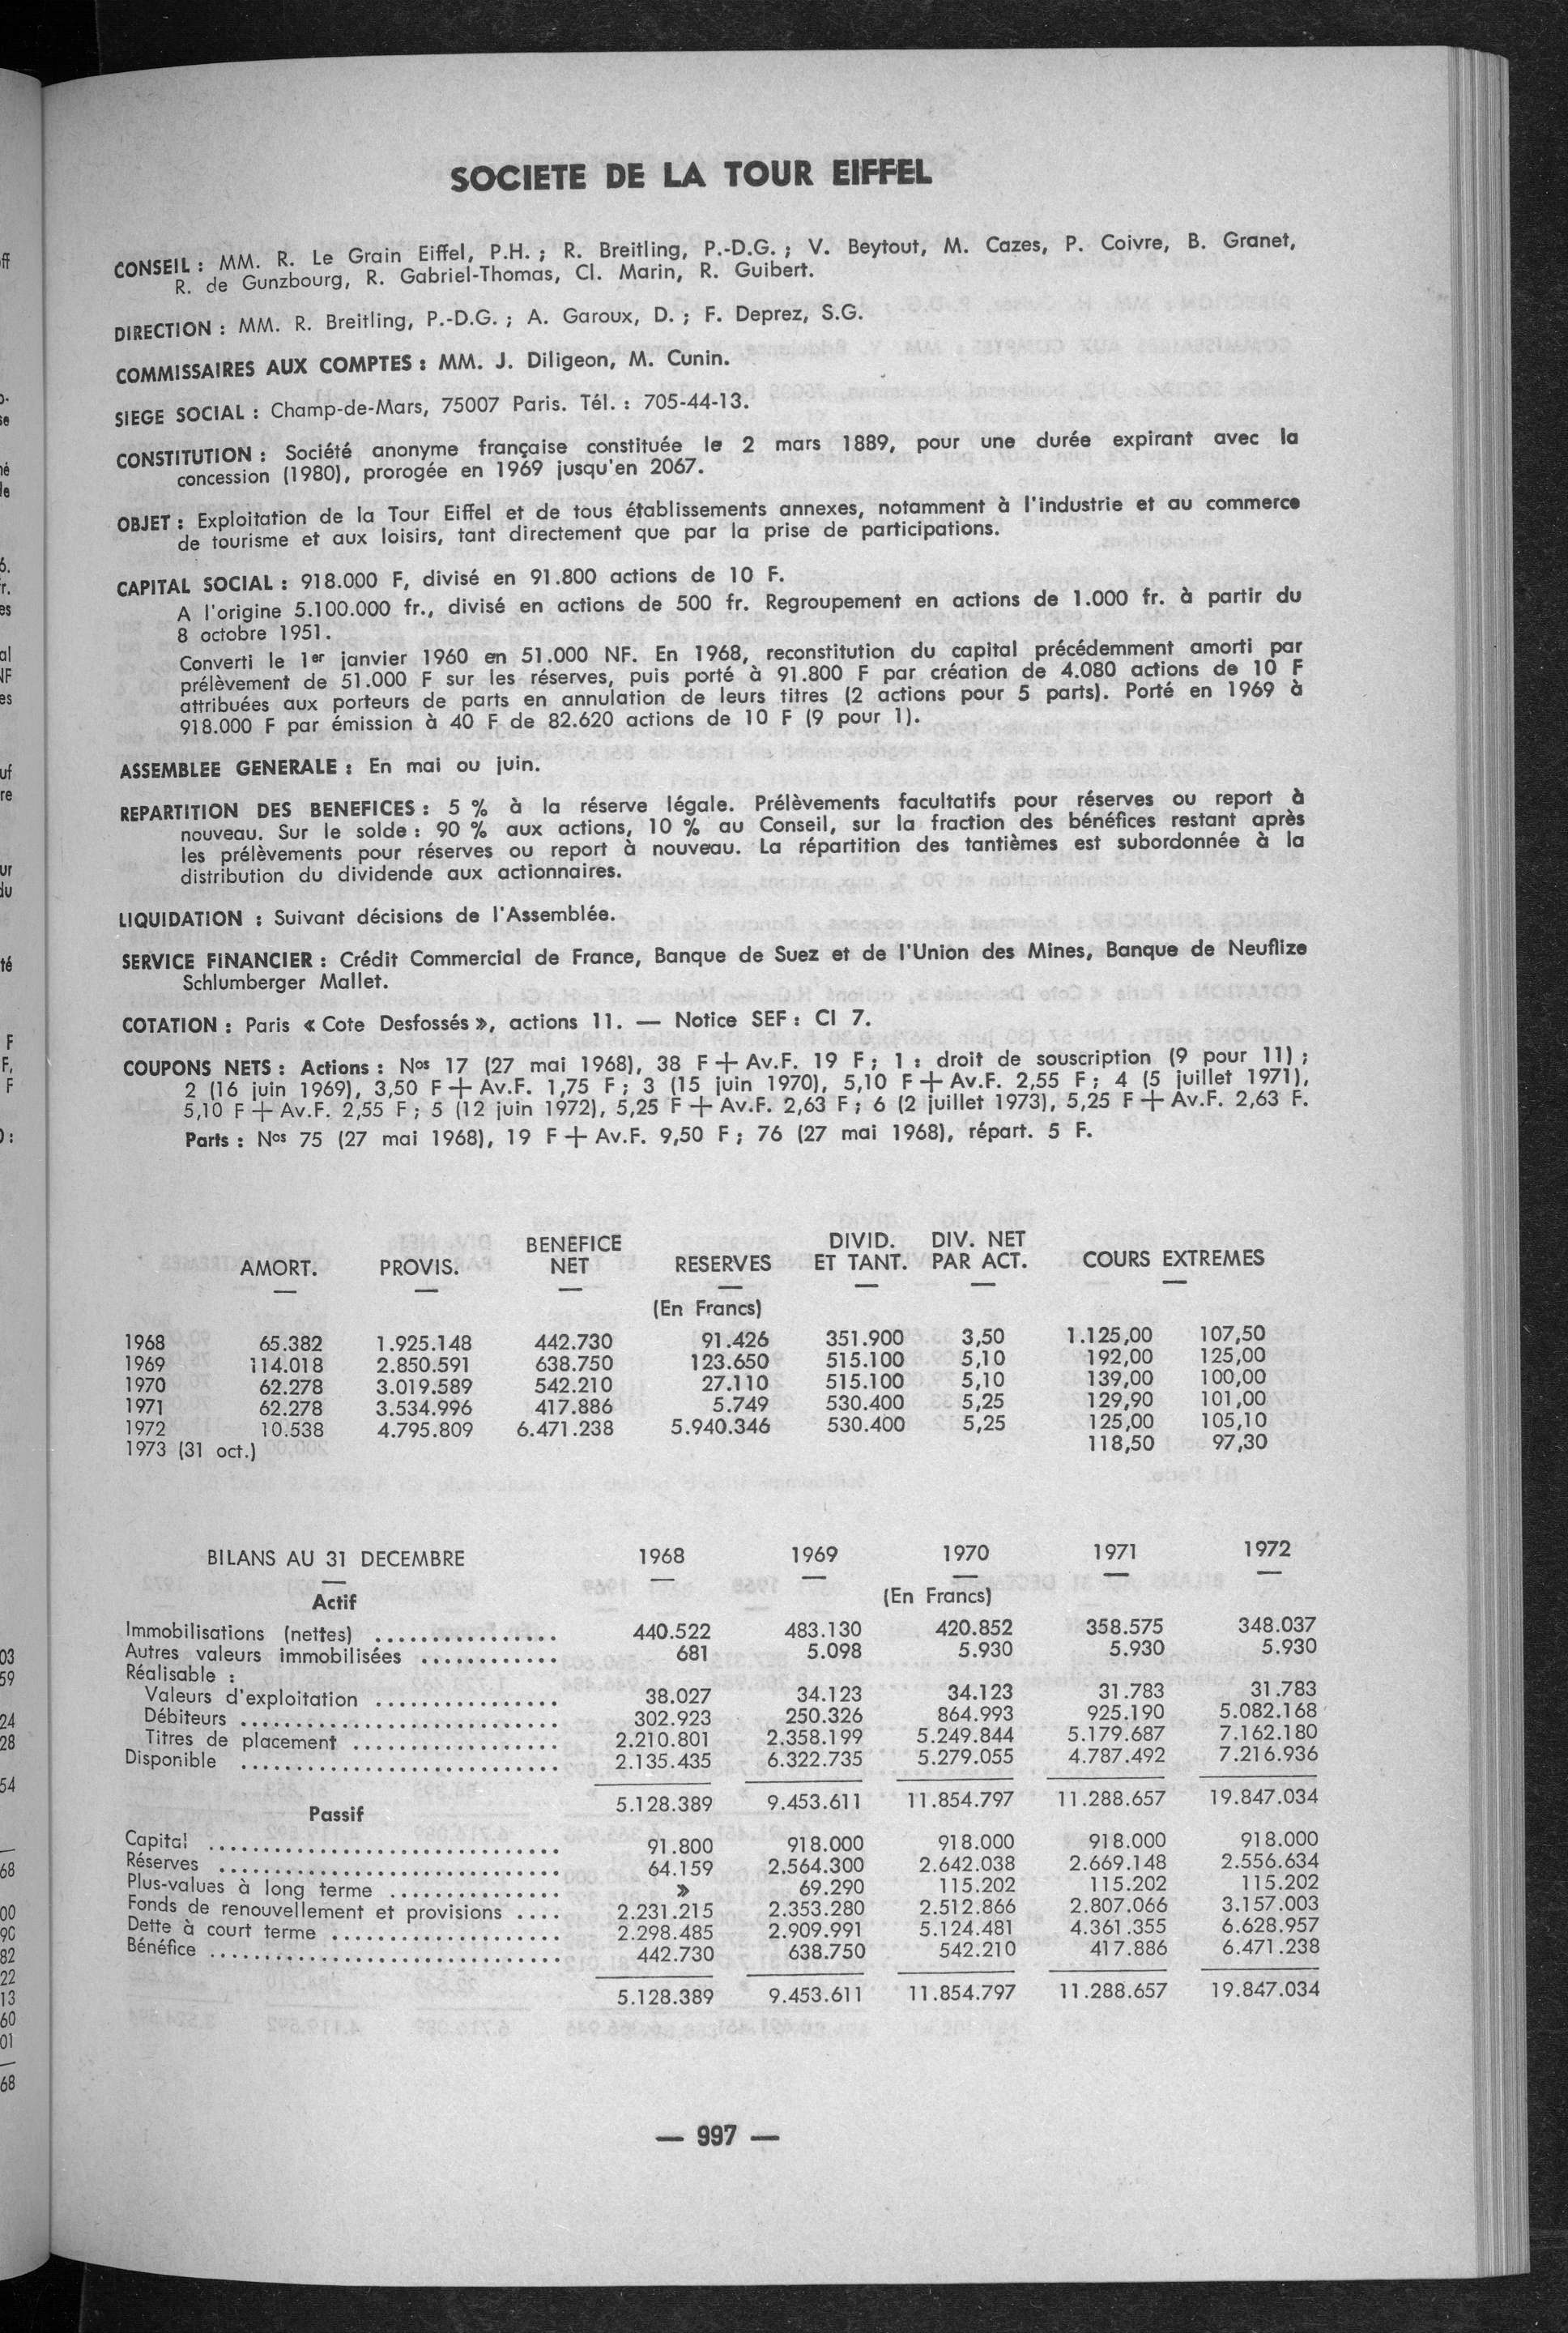 SOCIETE DE LA TOUR EIFFEL
CONSEIL : MM. R. Le Grain Eiffel, P.H. ; R. Breitling, P.-D.G. ; V. Beytout, M. Cazes, P. Coivre, B. Granet,
R. de Gunzbourg, R. Gabriel-Thomas, Cl. Marin, R. Guibert.
DIRECTION : MM. R. Breitling, P.-D.G. ; A. Garoux, D. ; F. Deprez, S.G.
COMMISSAIRES AUX COMPTES : MM. J. Diligeon, M. Cunin.
SIEGE SOCIAL : Champ-de-Mars, 75007 Paris. Tél. : 705-44-13.
CONSTITUTION : Société anonyme française constituée le 2 mars 1889, pour une durée expirant avec la
concession (1980), prorogée en 1969 jusqu'en 2067.
OBJET : Exploitation de la Tour Eiffel et de tous établissements annexes, notamment à l'industrie et au commerce
de tourisme et aux loisirs, tant directement que par la prise de participations.
CAPITAL SOCIAL : 918.000 F, divisé en 91.800 actions de 10 F.
A l'origine 5.100.000 fr., divisé en actions de 500 fr. Regroupement en actions de 1.000 fr. à partir du
8 octobre 1951.
Converti le 1er janvier 1960 en 51.000 NF. En 1968, reconstitution du capital précédemment amorti par
prélèvement de 51.000 F sur les réserves, puis porté à 91.800 F par création de 4.080 actions de 10 F
attribuées aux porteurs de parts en annulation de leurs titres (2 actions pour 5 parts). Porté en 1969 à
918.000 F par émission à 40 F de 82.620 actions de 10 F (9 pour 1).
ASSEMBLEE GENERALE : En mai ou juin.
REPARTITION DES BENEFICES : 5 % à la réserve légale. Prélèvements facultatifs pour réserves ou report à
nouveau. Sur le solde : 90 % aux actions, 10 % au Conseil, sur la fraction des bénéfices restant après
les prélèvements pour réserves ou report à nouveau. La répartition des tantièmes est subordonnée à la
distribution du dividende aux actionnaires.
LIQUIDATION : Suivant décisions de l'Assemblée.
SERVICE FINANCIER : Crédit Commercial de France, Banque de Suez et de l'Union des Mines, Banque de Neuflize
Schlumberger Mallet.
COTATION : Paris « Cote Desfossés », actions 11. — Notice SEF : CI 7.
COUPONS NETS : Actions : Nos 17 (27 mai 1968), 38 F + Av.F. 19 F ; 1 : droit de souscription (9 pour 11) ;
2 (16 juin 1969), 3,50 F + Av.F. 1,75 F ; 3 (15 juin 1970), 5,10 F + Av.F. 2,55 F ; 4 (5 juillet 1971),
5,10 F + Av.F. 2,55 F ; 5 (12 juin 1972), 5,25 F + Av.F. 2,63 F ; 6 (2 juillet 1973), 5,25 F + Av.F. 2,63 F.
Parts : Nos 75 (27 mai 1968), 19 F + Av.F. 9,50 F ; 76 (27 mai 1968), répart. 5 F.
BENEFICE DIVID. DIV. NET
AMORT. PROVIS. NET RESERVES ET TANT. PAR ACT. COURS EXTREMES
(En Francs)
1968 65.382 1.925.148 442.730 91.426 351.900 3,50 1.125,00 107,50
1969 114.018 2.850.591 638.750 123.650 515.100 5,10 192,00 125,00
1970 62.278 3.019.589 542.210 27.110 515.100 5,10 139,00 100,00
1971 62.278 3.534.996 417.886 5.749 530.400 5,25 129,90 101,00
1972 10.538 4.795.809 6.471.238 5.940.346 530.400 5,25 125,00 105,10
1973 (31 oct.) 118,50 97,30
BILANS AU 31 DECEMBRE 1968 1969 1970 1971 1972
Actif (En Francs)
Immobilisations (nettes) ................ 440.522 483.130 420.852 358.575 348.037
Autres valeurs immobilisées ............ 681 5.098 5.930 5.930 5.930
Réalisable :
Valeurs d'exploitation ................ 38.027 34.123 34.123 31.783 31.783
Débiteurs ............................ 302.923 250.326 864.993 925.190 5.082.168
Titres de placement .................. 2.210.801 2.358.199 5.249.844 5.179.687 7.162.180
Disponible ............................ 2.135.435 6.322.735 5.279.055 4.787.492 7.216.936
5.128.389 9.453.611 11.854.797 11.288.657 19.847.034
Passif
Capital ............................... 91.800 918.000 918.000 918.000 918.000
Réserves .............................. 64.159 2.564.300 2.642.038 2.669.148 2.556.634
Plus-values à long terme ............... » 69.290 115.202 115.202 115.202
Fonds de renouvellement et provisions .... 2.231.215 2.353.280 2.512.866 2.807.066 3.157.003
Dette à court terme .................... 2.298.485 2.909.991 5.124.481 4.361.355 6.628.957
Bénéfice ............................... 442.730 638.750 542.210 417.886 6.471.238
5.128.389 9.453.611 11.854.797 11.288.657 19.847.034
— 997 —